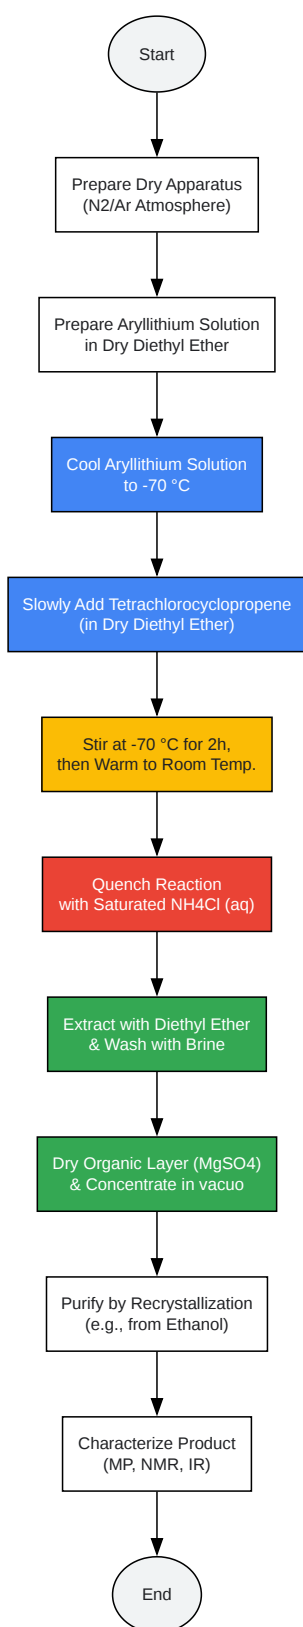 Start
Prepare Dry Apparatus
(N2/Ar Atmosphere)
Prepare Aryllithium Solution
in Dry Diethyl Ether
Cool Aryllithium Solution
to -70 °C
Slowly Add Tetrachlorocyclopropene
(in Dry Diethyl Ether)
Stir at -70 °C for 2h,
then Warm to Room Temp.
Quench Reaction
with Saturated NH4Cl (aq)
Extract with Diethyl Ether
& Wash with Brine
Dry Organic Layer (MgSO4)
& Concentrate in vacuo
Purify by Recrystallization
(e.g., from Ethanol)
Characterize Product
(MP, NMR, IR)
End